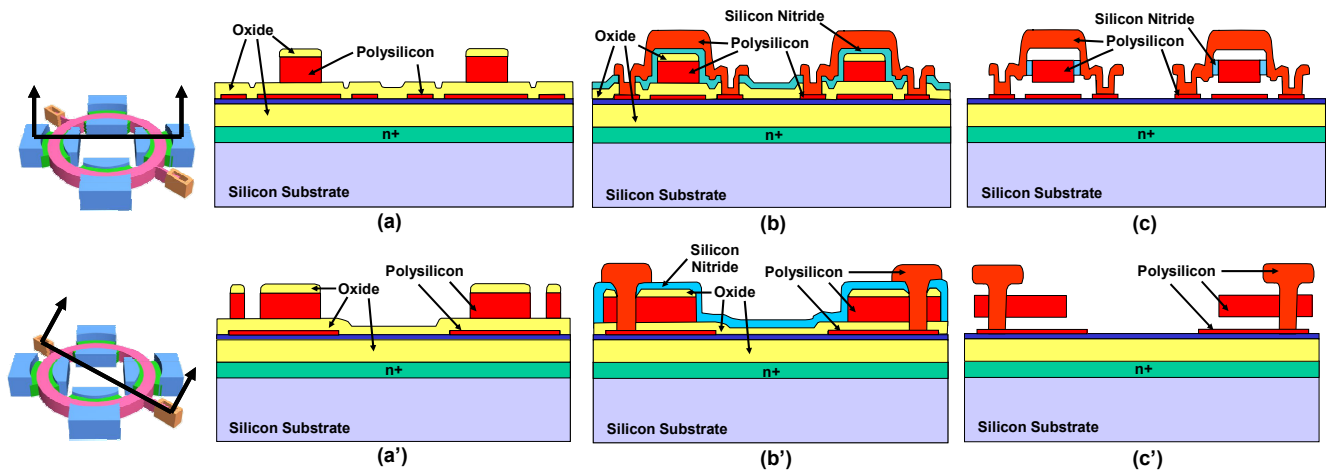 Oxide
Polysilicon
n+
Silicon Substrate
(a)
Silicon Nitride
Oxide
Polysilicon
n+
Silicon Substrate
(b)
Silicon Nitride
Polysilicon
n+
Silicon Substrate
(c)
Polysilicon
Oxide
n+
Silicon Substrate
(a’)
Silicon
Nitride
Polysilicon
Oxide
n+
Silicon Substrate
(b’)
Polysilicon
n+
Silicon Substrate
(c’)